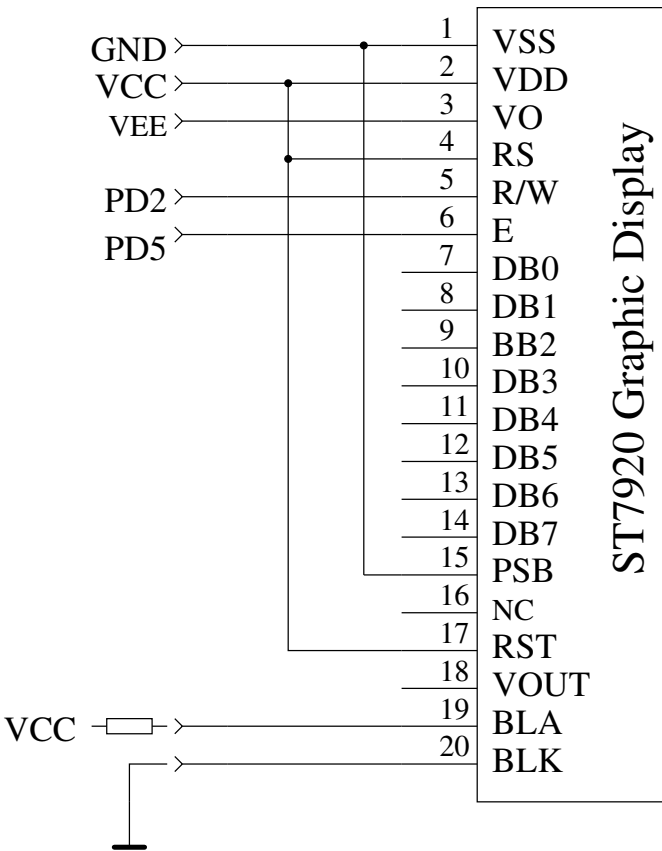 GND 1 VSS
VCC 2 VDD
VEE 3 VO
4 RS
PD2 5 R/W
PD5 6 E
7 DB0
8 DB1
9 BB2
10 DB3
11 DB4
12 DB5
13 DB6
14 DB7
15 PSB
16 NC
17 RST
18 VOUT
VCC 19 BLA
20 BLK
ST7920 Graphic Display